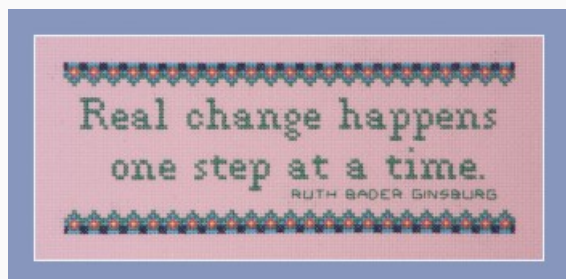 Real change happens
one step at a time.
RUTH BADER GINSBURG